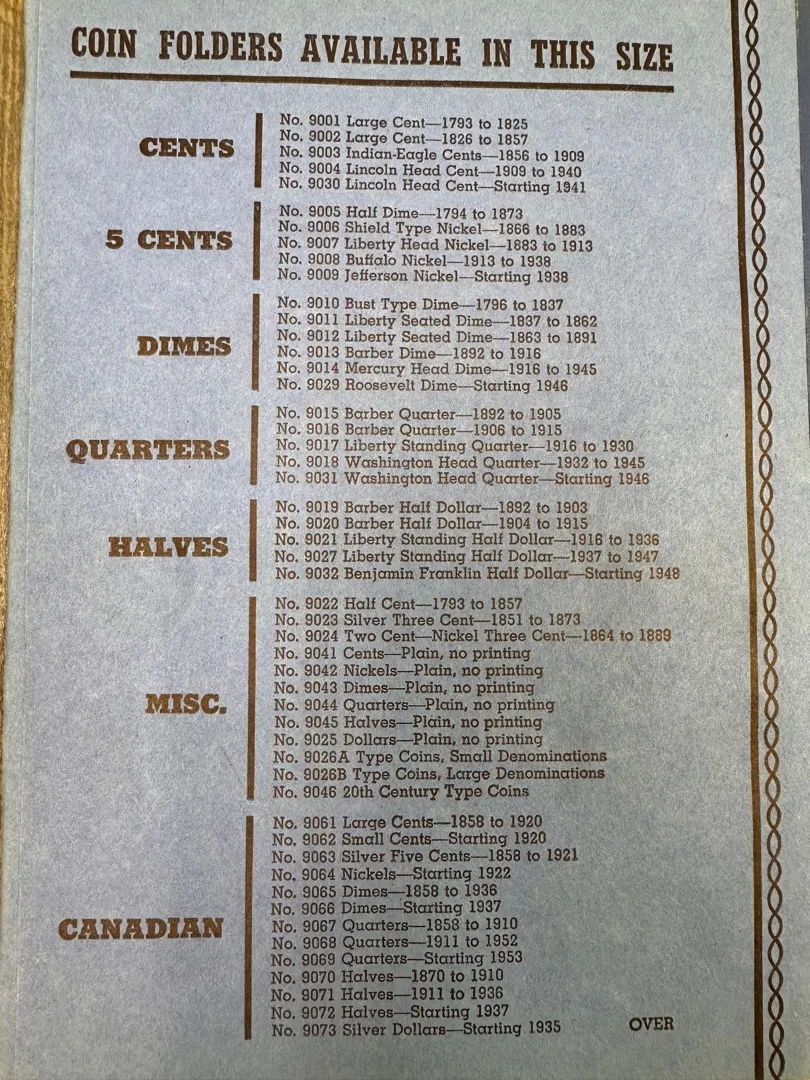 COIN FOLDERS AVAILABLE IN THIS SIZE
CENTS
No. 9001 Large Cent—1793 to 1825
No. 9002 Large Cent—1826 to 1857
No. 9003 Indian-Eagle Cents—1856 to 1909
No. 9004 Lincoln Head Cent—1909 to 1940
No. 9030 Lincoln Head Cent—Starting 1941
5 CENTS
No. 9005 Half Dime—1794 to 1873
No. 9006 Shield Type Nickel—1866 to 1883
No. 9007 Liberty Head Nickel—1883 to 1913
No. 9008 Buffalo Nickel—1913 to 1938
No. 9009 Jefferson Nickel—Starting 1938
DIMES
No. 9010 Bust Type Dime—1796 to 1837
No. 9011 Liberty Seated Dime—1837 to 1862
No. 9012 Liberty Seated Dime—1863 to 1891
No. 9013 Barber Dime—1892 to 1916
No. 9014 Mercury Head Dime—1916 to 1945
No. 9029 Roosevelt Dime—Starting 1946
QUARTERS
No. 9015 Barber Quarter—1892 to 1905
No. 9016 Barber Quarter—1906 to 1915
No. 9017 Liberty Standing Quarter—1916 to 1930
No. 9018 Washington Head Quarter—1932 to 1945
No. 9031 Washington Head Quarter—Starting 1946
HALVES
No. 9019 Barber Half Dollar—1892 to 1903
No. 9020 Barber Half Dollar—1904 to 1915
No. 9021 Liberty Standing Half Dollar—1916 to 1936
No. 9027 Liberty Standing Half Dollar—1937 to 1947
No. 9032 Benjamin Franklin Half Dollar—Starting 1948
MISC.
No. 9022 Half Cent—1793 to 1857
No. 9023 Silver Three Cent—1851 to 1873
No. 9024 Two Cent—Nickel Three Cent—1864 to 1889
No. 9041 Cents—Plain, no printing
No. 9042 Nickels—Plain, no printing
No. 9043 Dimes—Plain, no printing
No. 9044 Quarters—Plain, no printing
No. 9045 Halves—Plain, no printing
No. 9025 Dollars—Plain, no printing
No. 9026A Type Coins, Small Denominations
No. 9026B Type Coins, Large Denominations
No. 9046 20th Century Type Coins
CANADIAN
No. 9061 Large Cents—1858 to 1920
No. 9062 Small Cents—Starting 1920
No. 9063 Silver Five Cents—1858 to 1921
No. 9064 Nickels—Starting 1922
No. 9065 Dimes—1858 to 1936
No. 9066 Dimes—Starting 1937
No. 9067 Quarters—1858 to 1910
No. 9068 Quarters—1911 to 1952
No. 9069 Quarters—Starting 1953
No. 9070 Halves—1870 to 1910
No. 9071 Halves—1911 to 1936
No. 9072 Halves—Starting 1937
No. 9073 Silver Dollars—Starting 1935
OVER